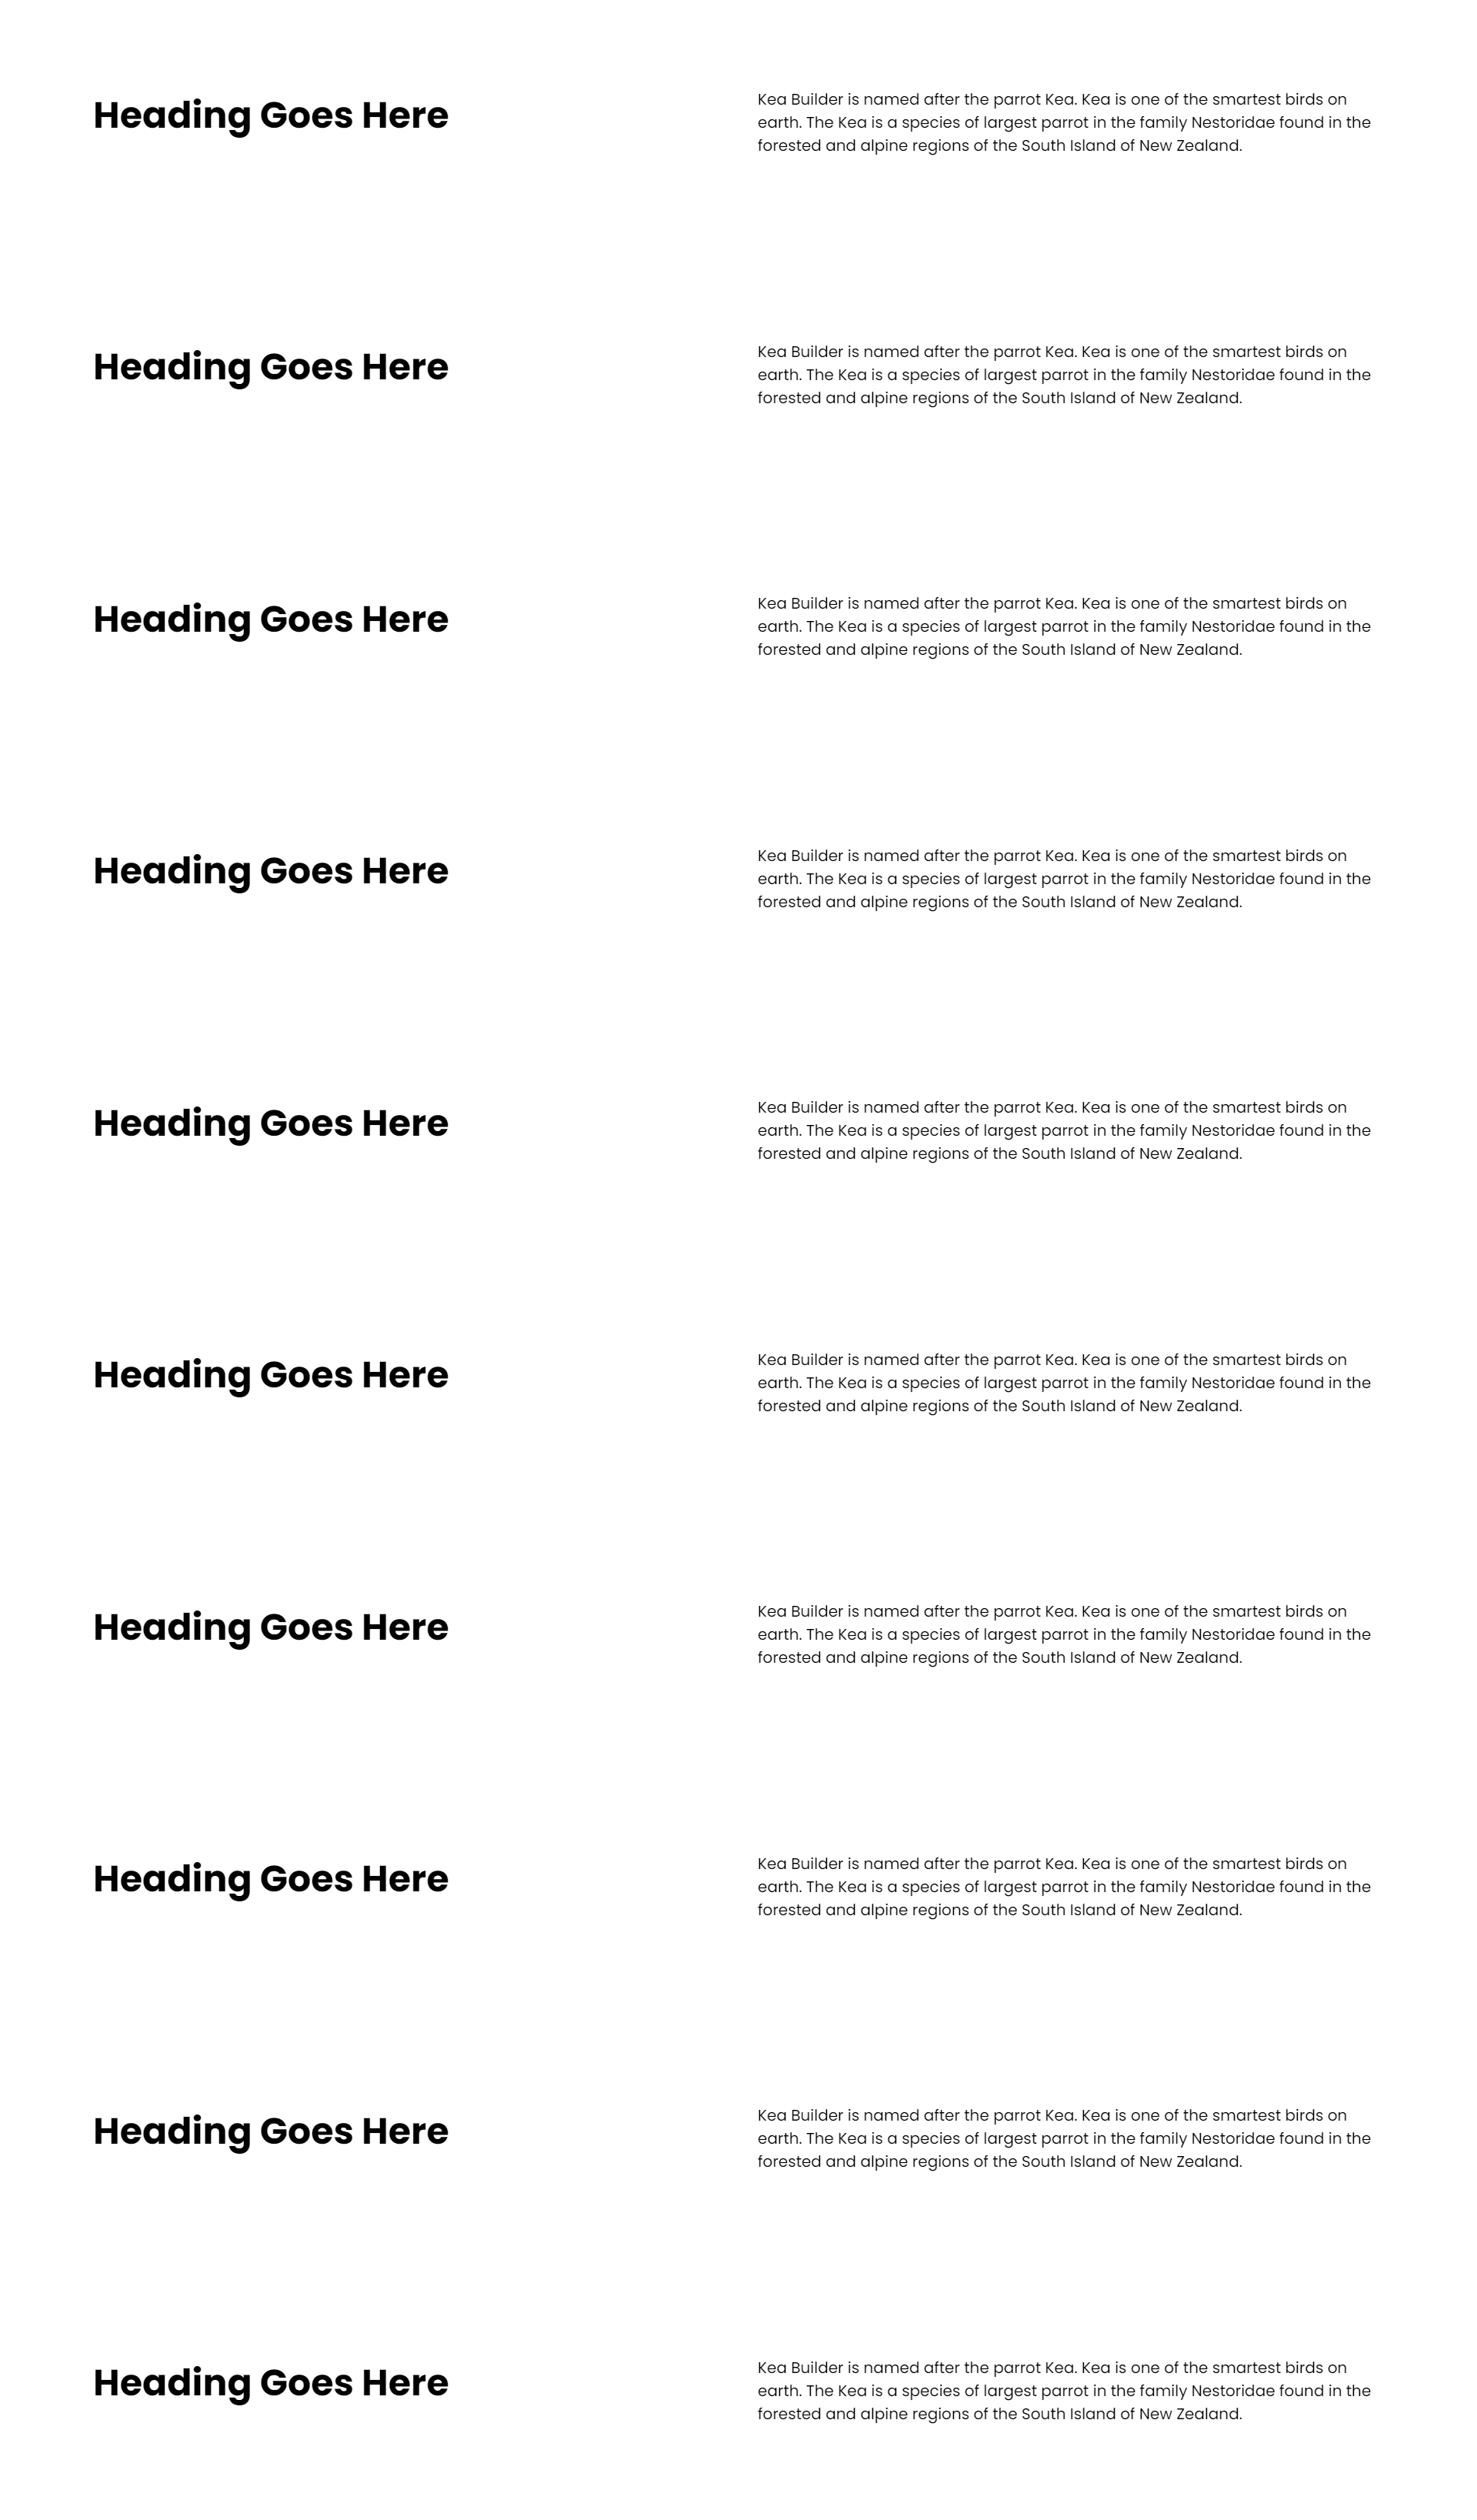 Heading Goes Here
Kea Builder is named after the parrot Kea. Kea is one of the smartest birds on
earth. The Kea is a species of largest parrot in the family Nestoridae found in the
forested and alpine regions of the South Island of New Zealand.
Heading Goes Here
Kea Builder is named after the parrot Kea. Kea is one of the smartest birds on
earth. The Kea is a species of largest parrot in the family Nestoridae found in the
forested and alpine regions of the South Island of New Zealand.
Heading Goes Here
Kea Builder is named after the parrot Kea. Kea is one of the smartest birds on
earth. The Kea is a species of largest parrot in the family Nestoridae found in the
forested and alpine regions of the South Island of New Zealand.
Heading Goes Here
Kea Builder is named after the parrot Kea. Kea is one of the smartest birds on
earth. The Kea is a species of largest parrot in the family Nestoridae found in the
forested and alpine regions of the South Island of New Zealand.
Heading Goes Here
Kea Builder is named after the parrot Kea. Kea is one of the smartest birds on
earth. The Kea is a species of largest parrot in the family Nestoridae found in the
forested and alpine regions of the South Island of New Zealand.
Heading Goes Here
Kea Builder is named after the parrot Kea. Kea is one of the smartest birds on
earth. The Kea is a species of largest parrot in the family Nestoridae found in the
forested and alpine regions of the South Island of New Zealand.
Heading Goes Here
Kea Builder is named after the parrot Kea. Kea is one of the smartest birds on
earth. The Kea is a species of largest parrot in the family Nestoridae found in the
forested and alpine regions of the South Island of New Zealand.
Heading Goes Here
Kea Builder is named after the parrot Kea. Kea is one of the smartest birds on
earth. The Kea is a species of largest parrot in the family Nestoridae found in the
forested and alpine regions of the South Island of New Zealand.
Heading Goes Here
Kea Builder is named after the parrot Kea. Kea is one of the smartest birds on
earth. The Kea is a species of largest parrot in the family Nestoridae found in the
forested and alpine regions of the South Island of New Zealand.
Heading Goes Here
Kea Builder is named after the parrot Kea. Kea is one of the smartest birds on
earth. The Kea is a species of largest parrot in the family Nestoridae found in the
forested and alpine regions of the South Island of New Zealand.